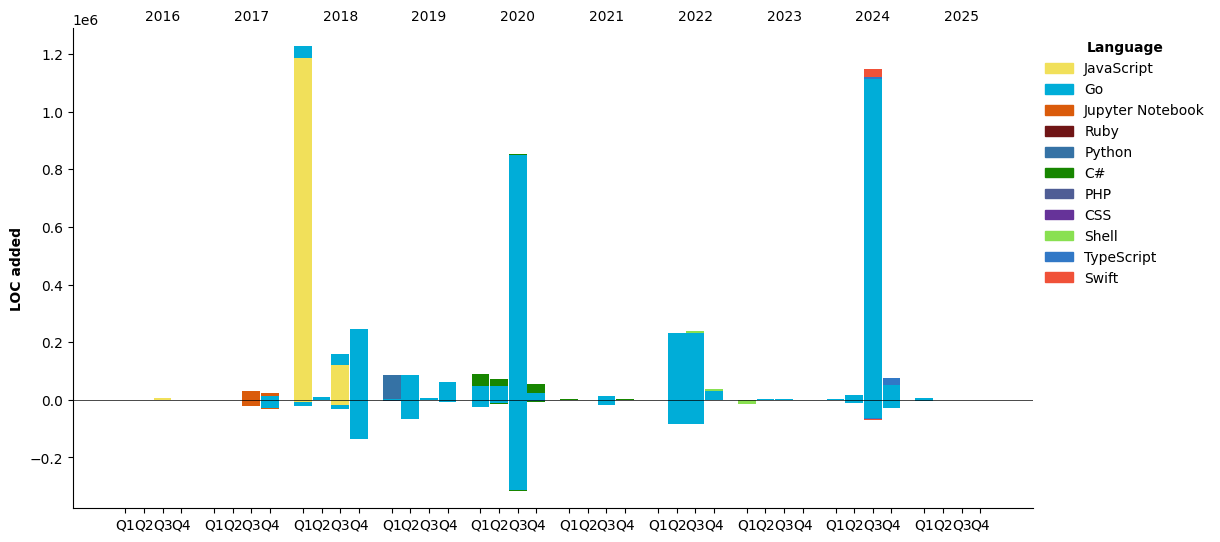 2016 2017 2018 2019 2020 2021 2022 2023 2024 2025
1e6
1.2
1.0
0.8
0.6
0.4
0.2
0.0
−0.2
LOC added
Q1Q2Q3Q4 Q1Q2Q3Q4 Q1Q2Q3Q4 Q1Q2Q3Q4 Q1Q2Q3Q4 Q1Q2Q3Q4 Q1Q2Q3Q4 Q1Q2Q3Q4 Q1Q2Q3Q4 Q1Q2Q3Q4
Language
JavaScript
Go
Jupyter Notebook
Ruby
Python
C#
PHP
CSS
Shell
TypeScript
Swift